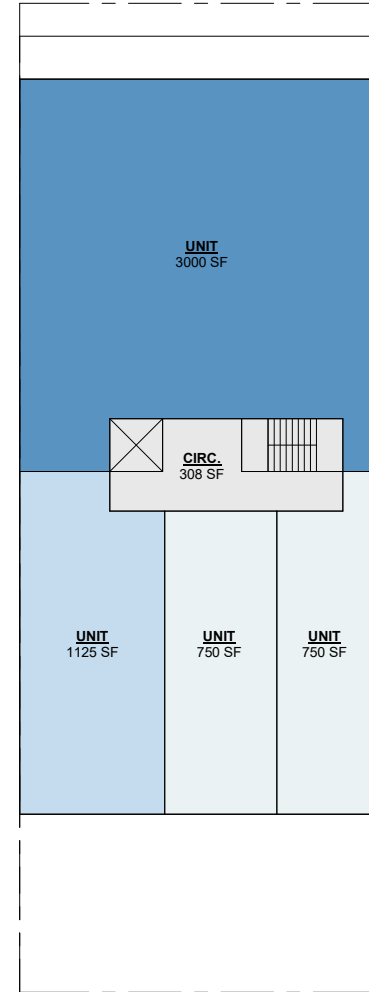 UNIT
3000 SF
CIRC.
308 SF
UNIT
1125 SF
UNIT
750 SF
UNIT
750 SF